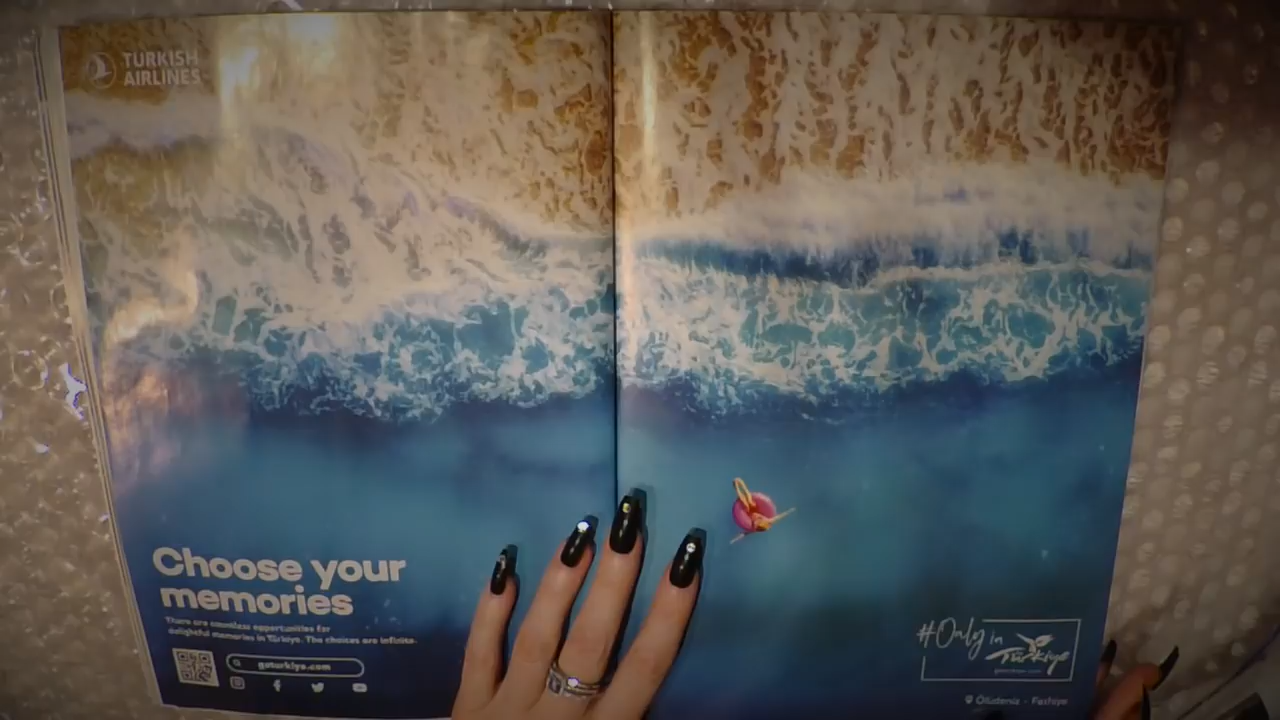 TURKISH
AIRLINES
Choose your
memories
There are countless opportunities for
delightful memories in Türkiye. The choices are infinite.
goturkiye.com
#Only in
Türkiye
Ölüdeniz - Fethiye